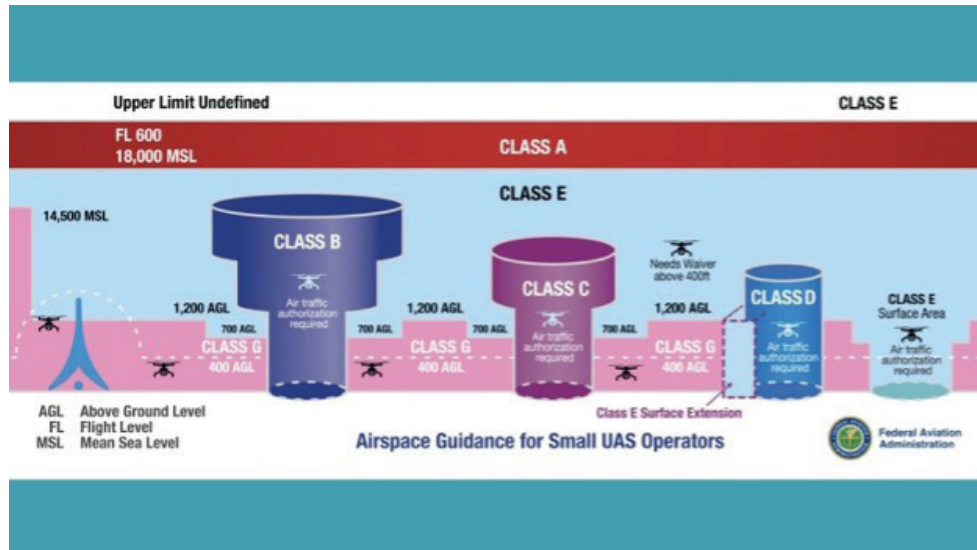 Upper Limit Undefined
CLASS E
FL 600
18,000 MSL
CLASS A
CLASS E
14,500 MSL
CLASS B
Air traffic
authorization
required
CLASS C
Air traffic
authorization
required
Needs Waiver
above 400ft
CLASS D
Air traffic
authorization
required
CLASS E
Surface Area
Air traffic
authorization
required
1,200 AGL
700 AGL
CLASS G
400 AGL
700 AGL
1,200 AGL
CLASS G
400 AGL
700 AGL
700 AGL
1,200 AGL
CLASS G
400 AGL
Class E Surface Extension
AGL Above Ground Level
FL Flight Level
MSL Mean Sea Level
Airspace Guidance for Small UAS Operators
Federal Aviation
Administration